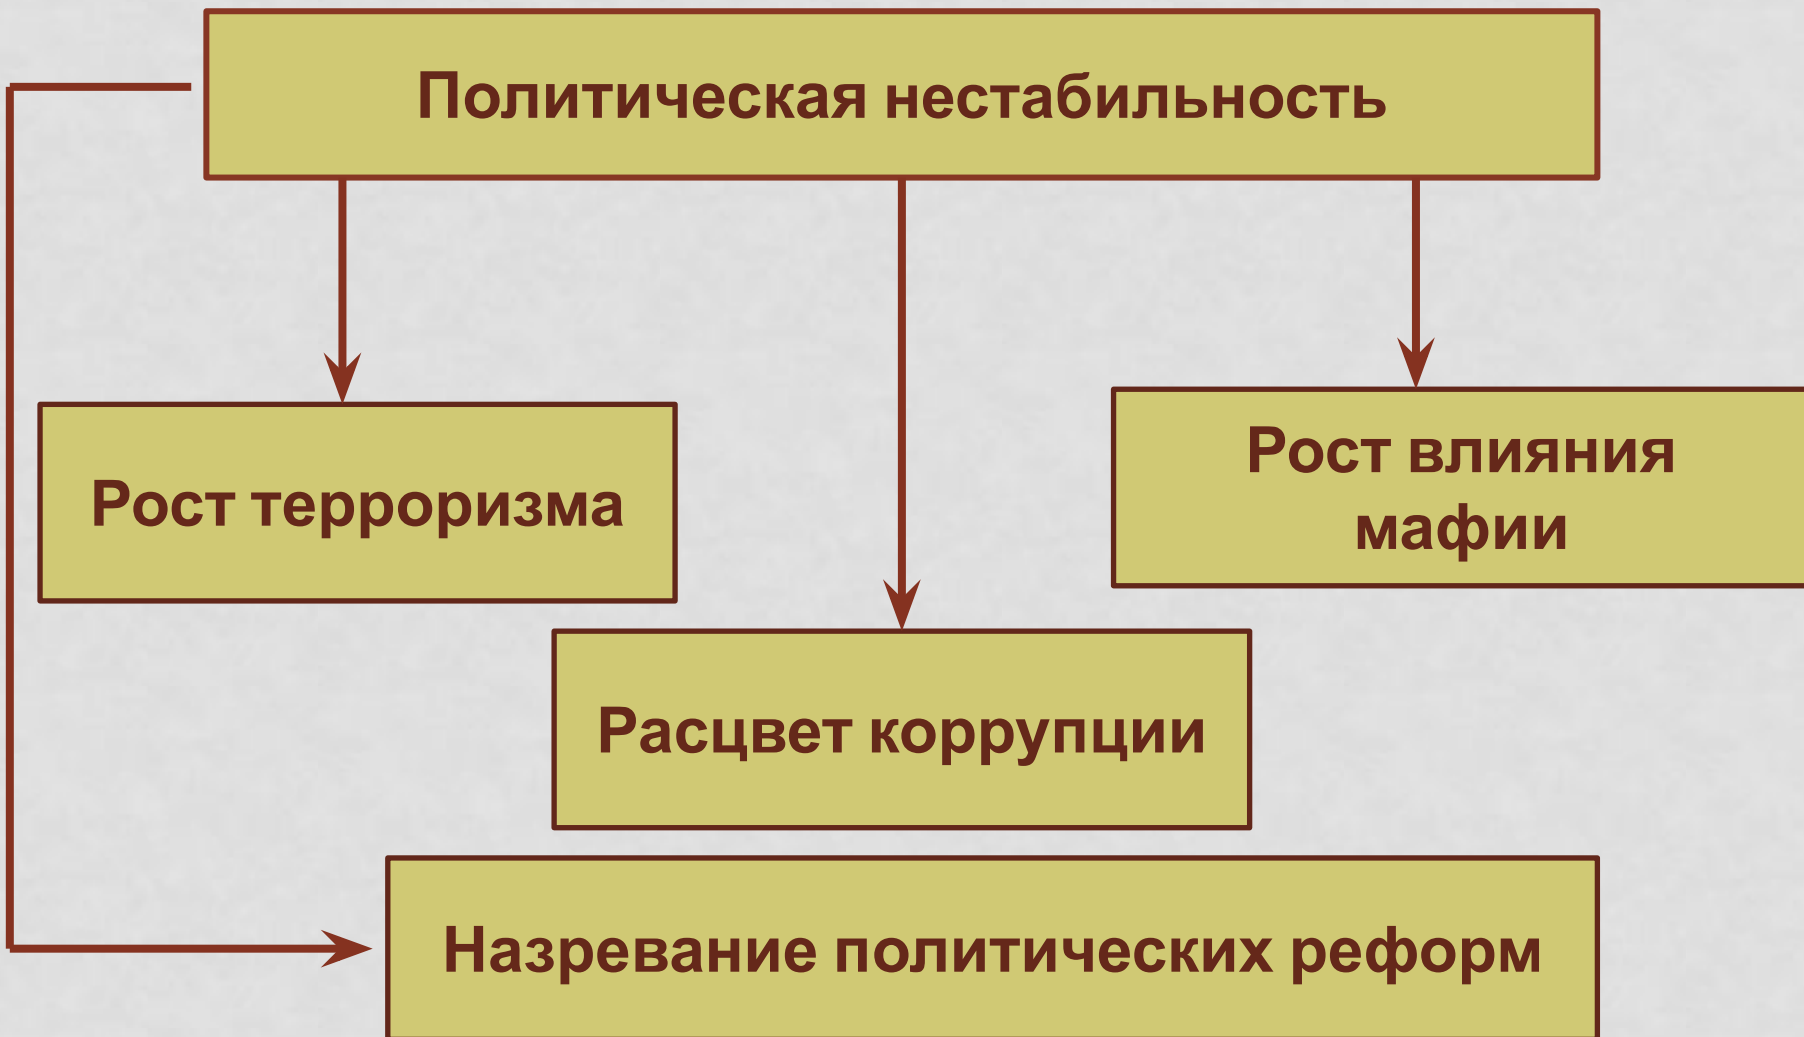 Политическая нестабильность
Рост терроризма
Рост влияния
мафии
Расцвет коррупции
Назревание политических реформ